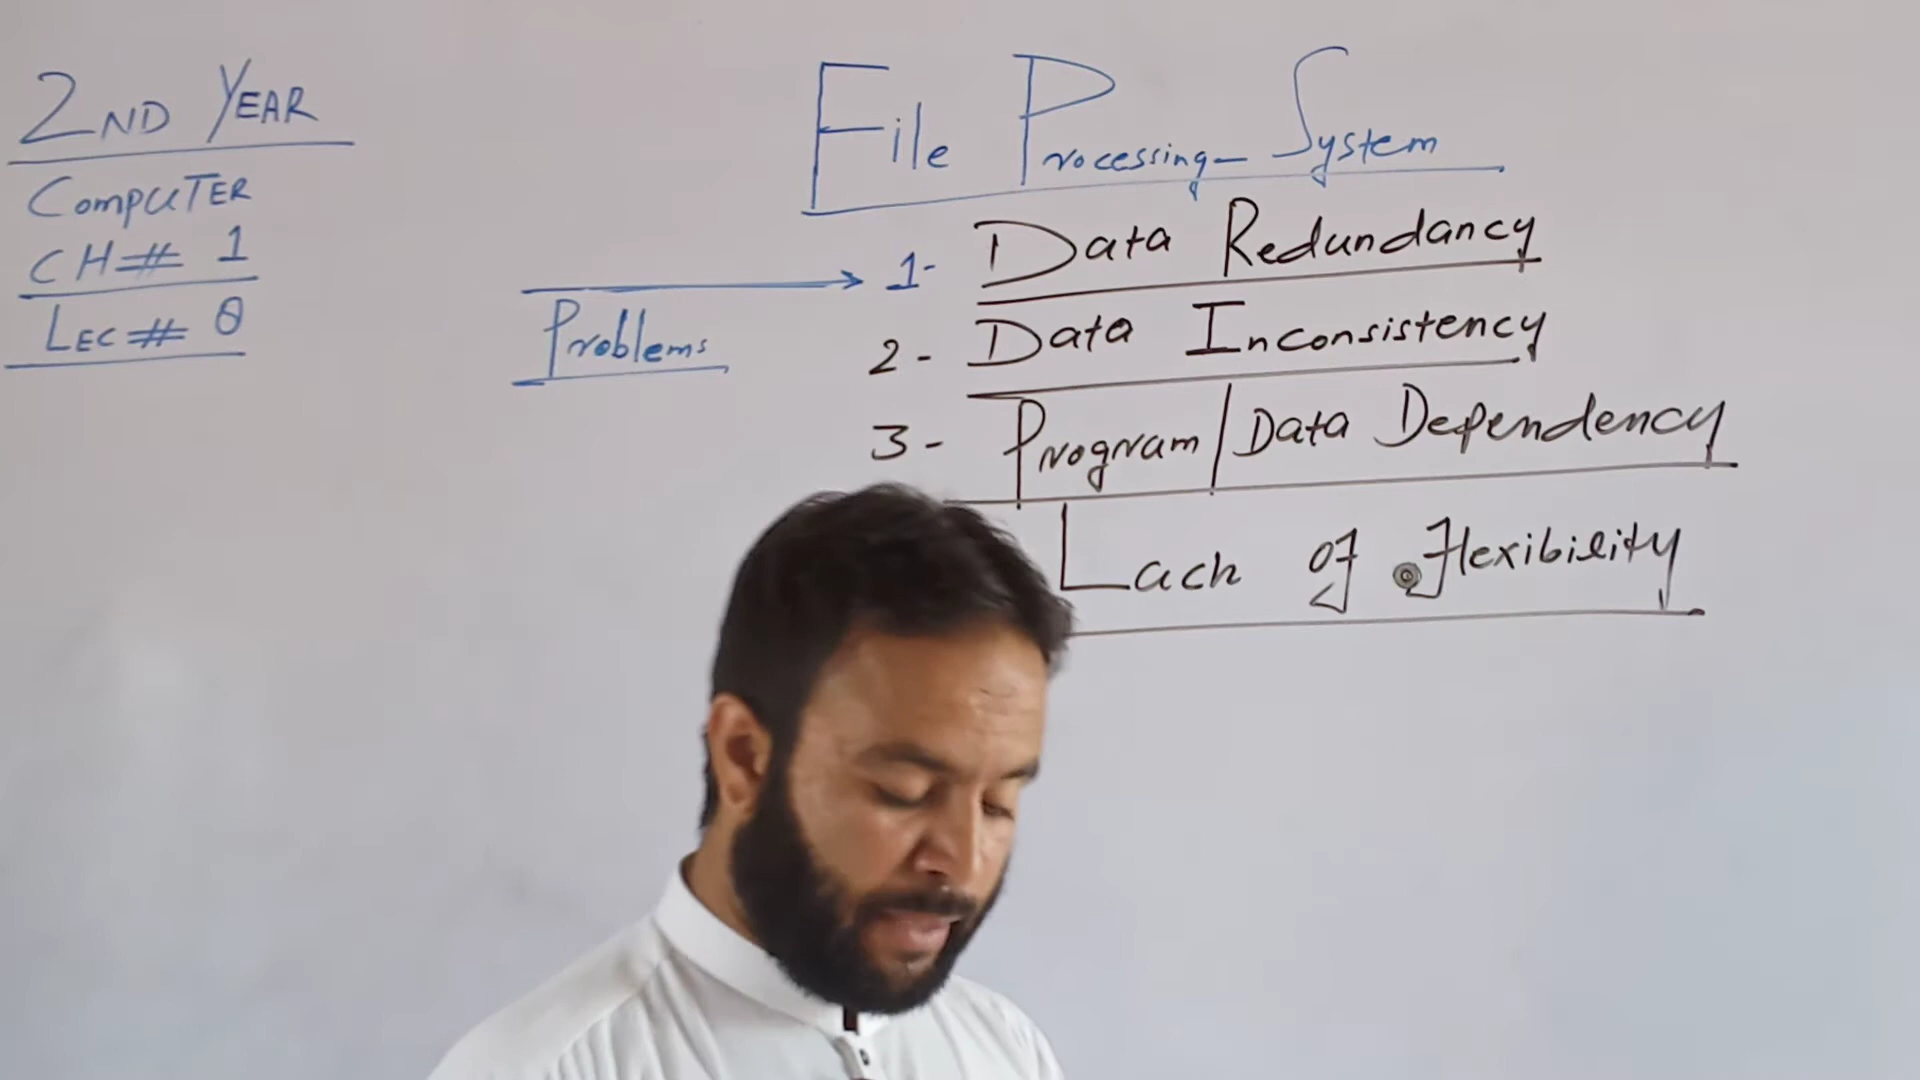 2ND YEAR
COMPUTER
CH# 1
LEC# 8
File Processing System
Problems
1- Data Redundancy
2- Data Inconsistency
3- Program/Data Dependency
Lack of Flexibility